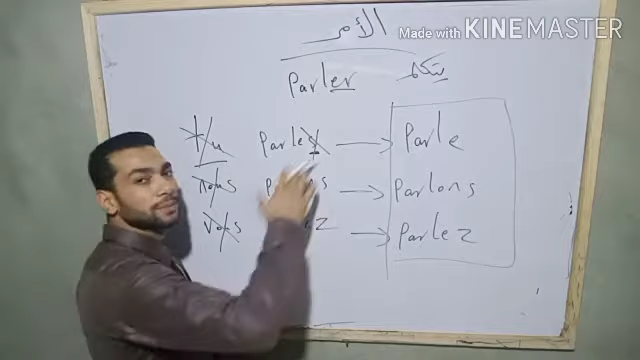 Made with KINEMASTER
الأمر
Parler يتكلم
Tu Parles → Parle
Nous → Parlons
Vous → Parlez